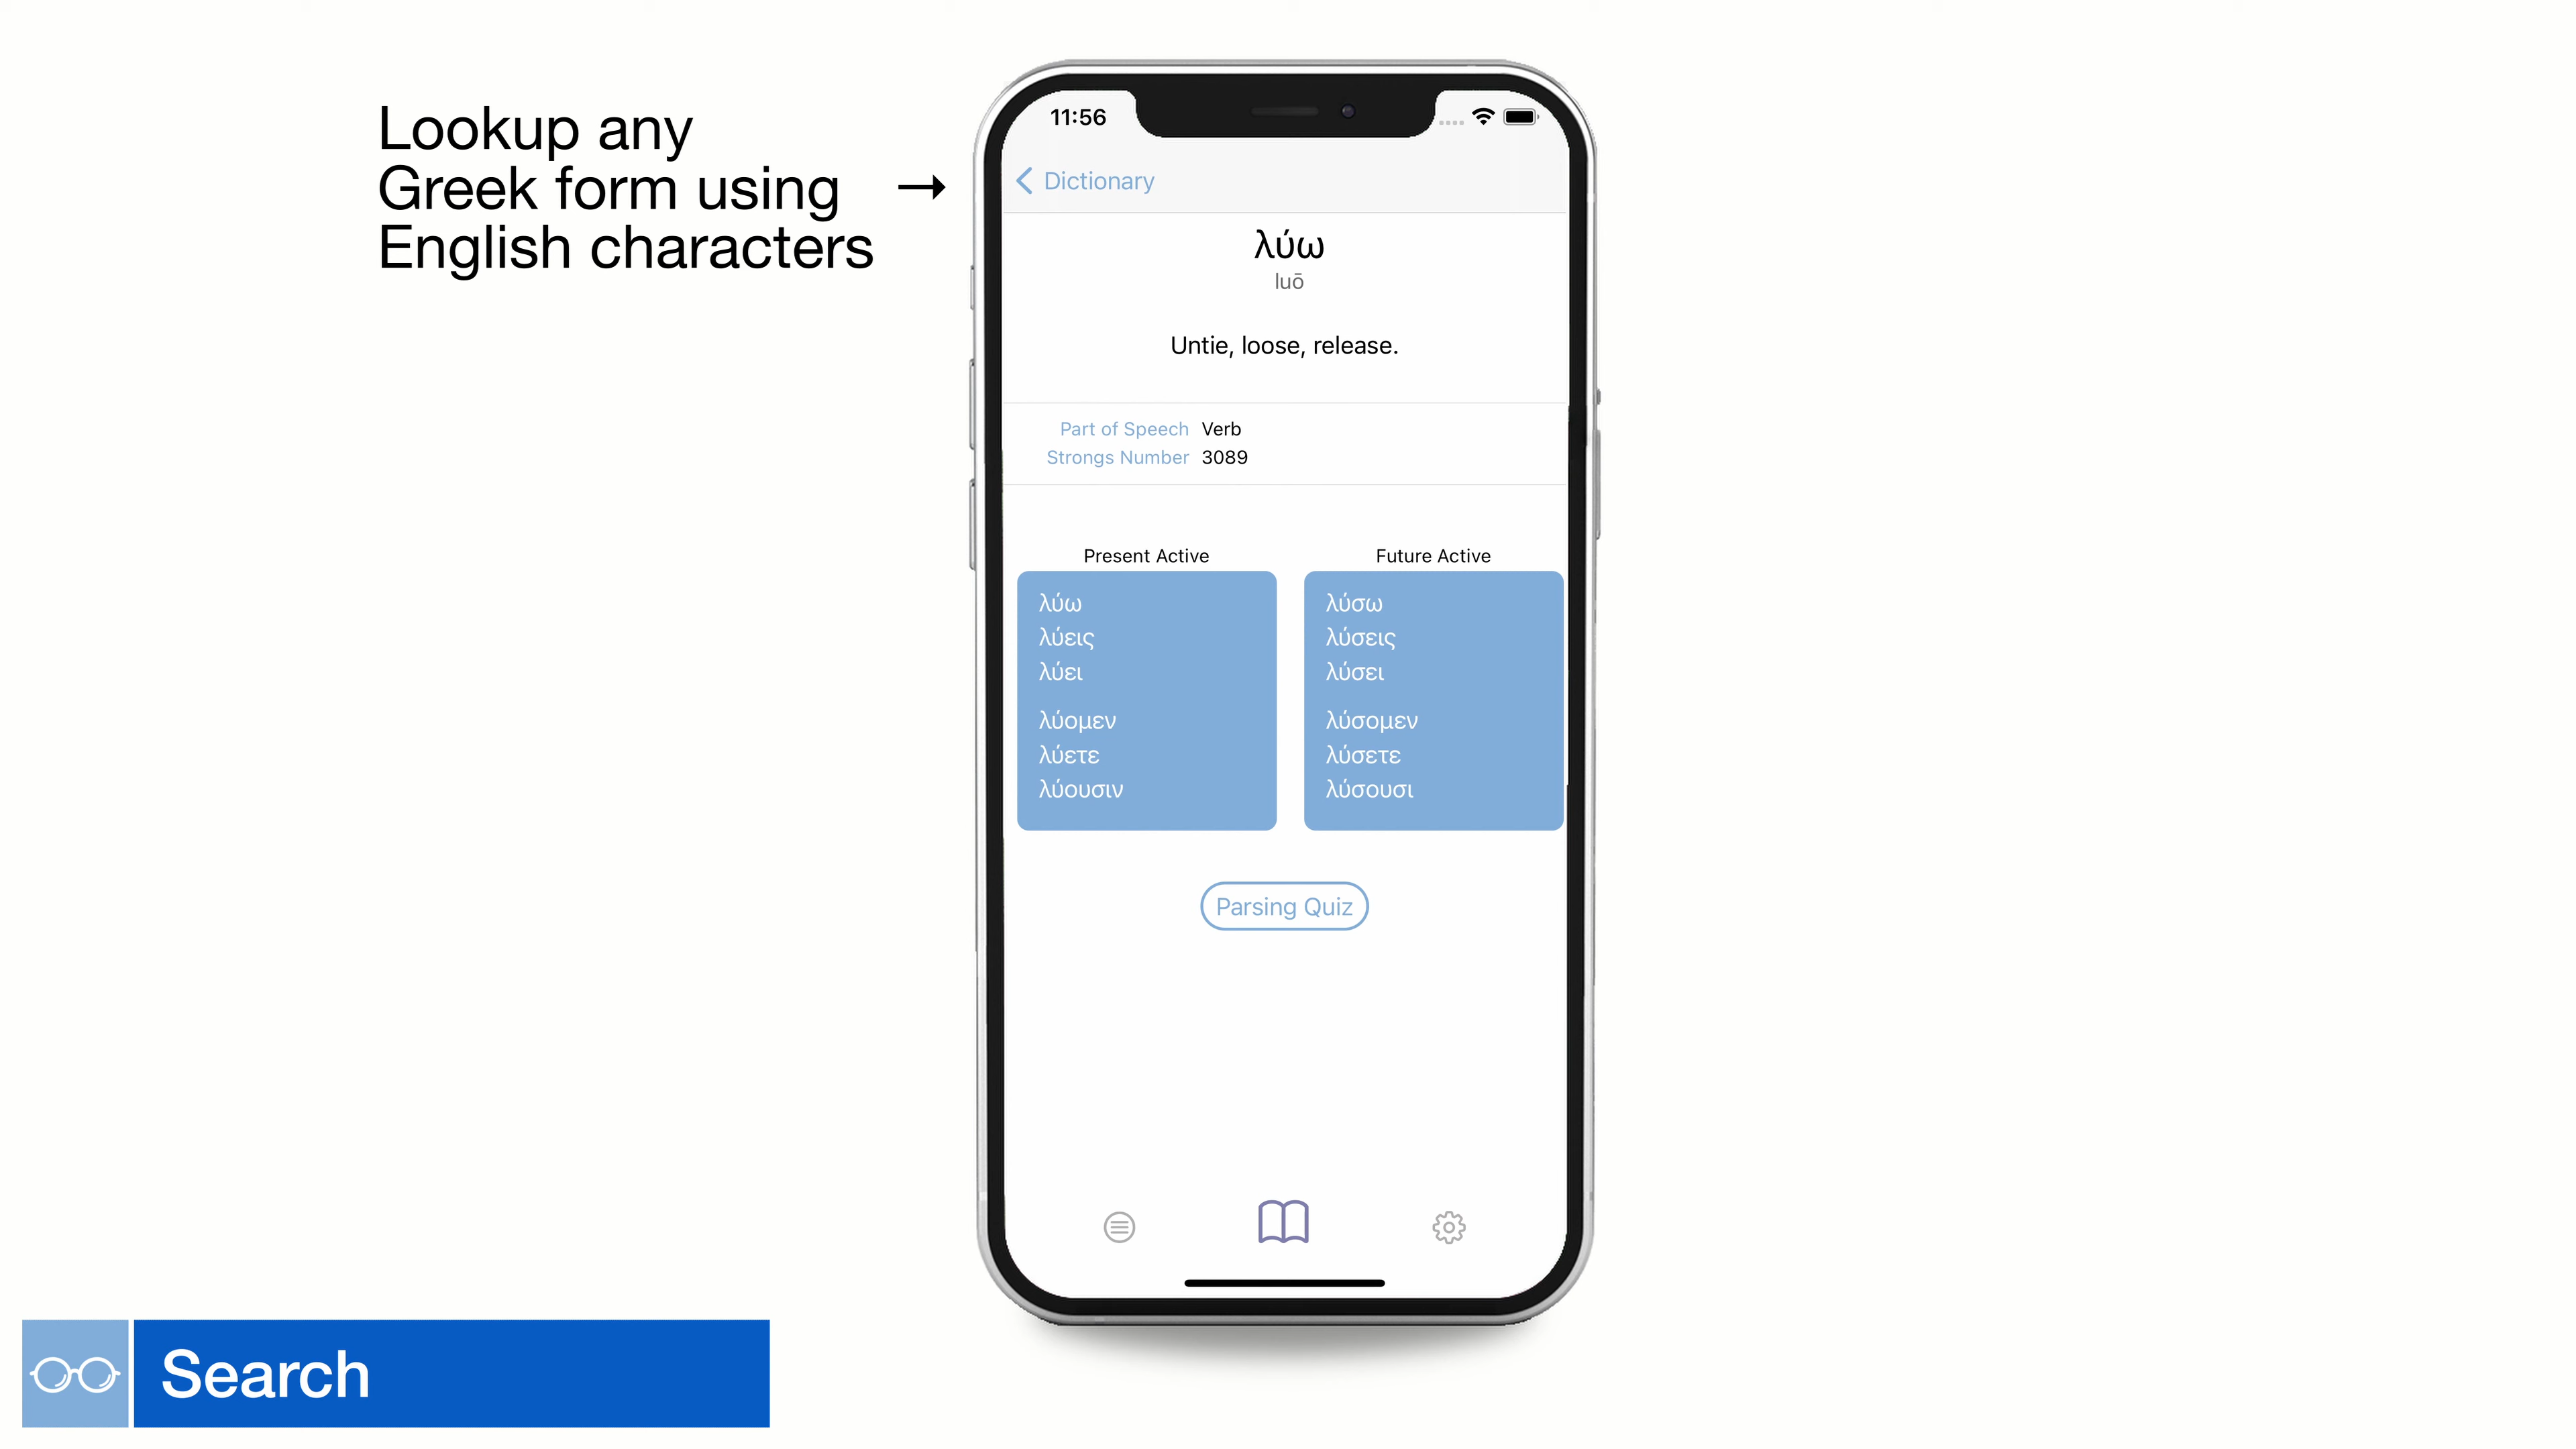 Lookup any
Greek form using
English characters
→
11:56
Dictionary
λύω
luō
Untie, loose, release.
Part of Speech Verb
Strongs Number 3089
Present Active
λύω
λύεις
λύει
λύομεν
λύετε
λύουσιν
Future Active
λύσω
λύσεις
λύσει
λύσομεν
λύσετε
λύσουσι
Parsing Quiz
Search